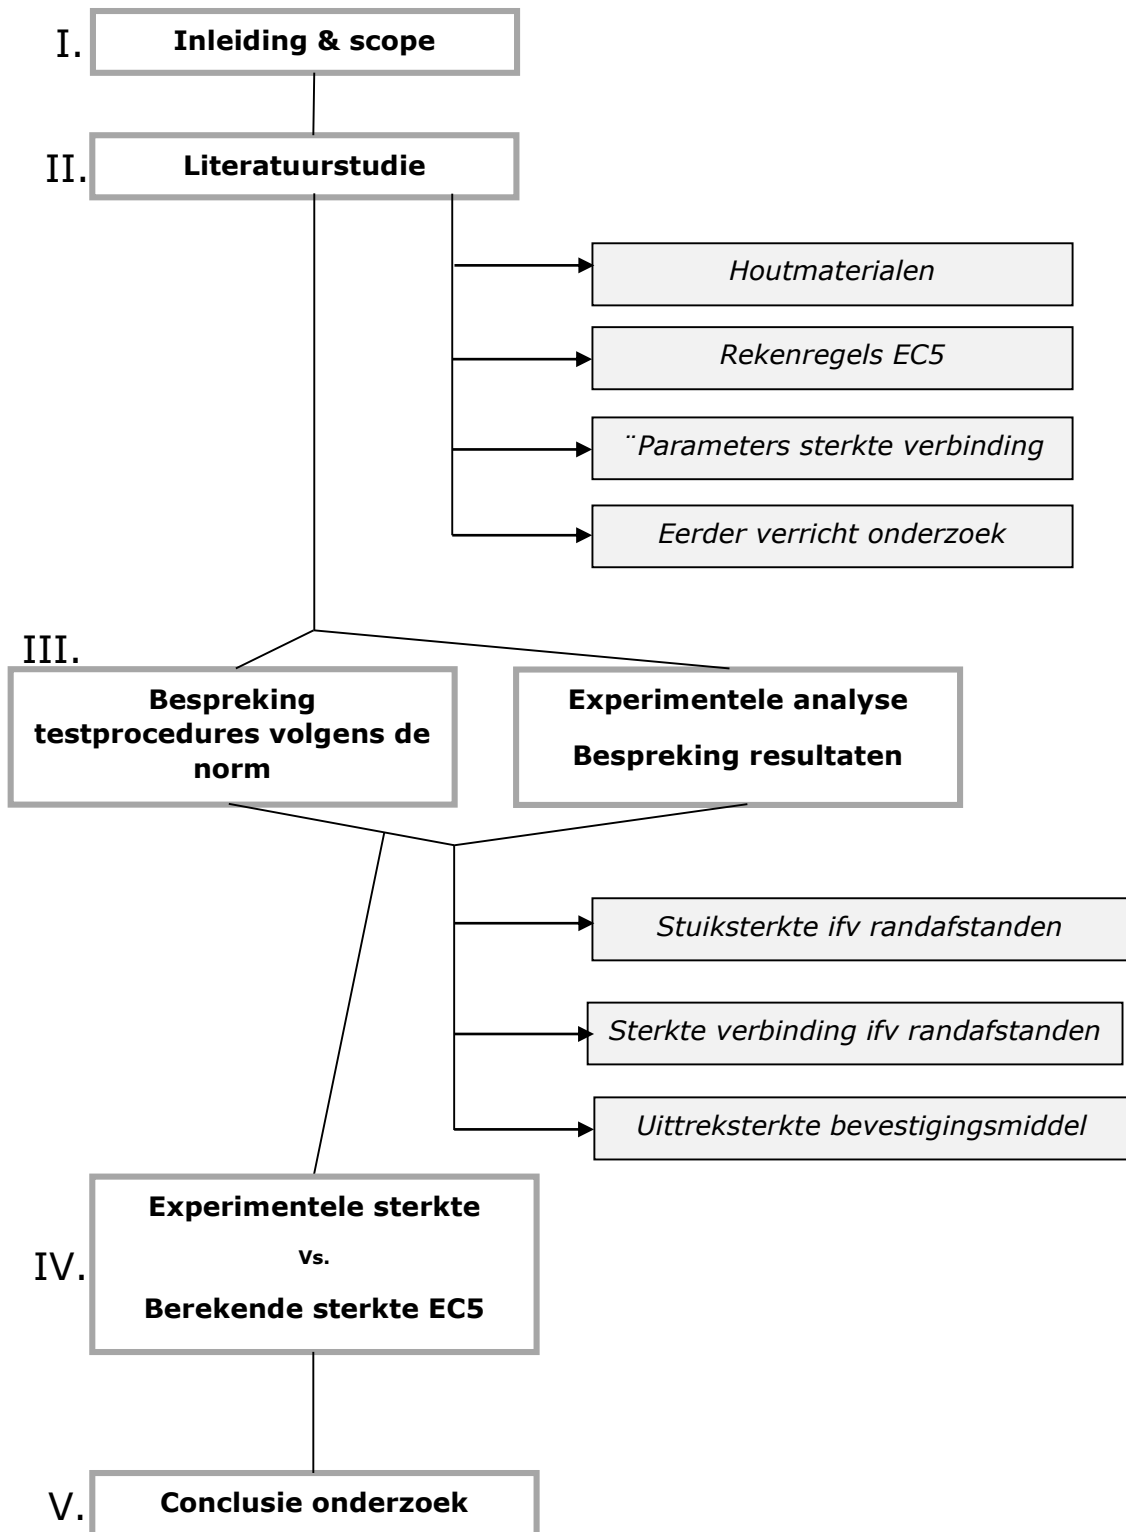 I.
Inleiding & scope
II.
Literatuurstudie
Houtmaterialen
Rekenregels EC5
¨Parameters sterkte verbinding
Eerder verricht onderzoek
III.
Bespreking
testprocedures volgens de
norm
Experimentele analyse
Bespreking resultaten
Stuiksterkte ifv randafstanden
Sterkte verbinding ifv randafstanden
Uittreksterkte bevestigingsmiddel
IV.
Experimentele sterkte
Vs.
Berekende sterkte EC5
V.
Conclusie onderzoek